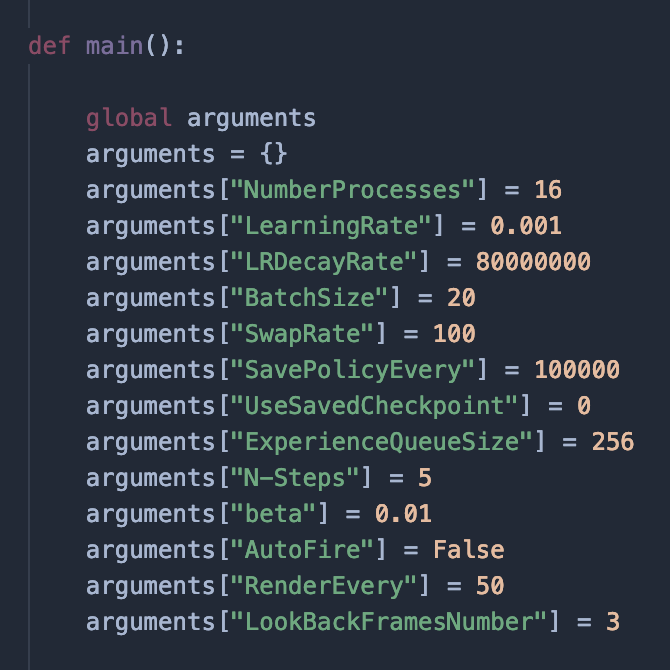 def main():
global arguments
arguments = {}
arguments["NumberProcesses"] = 16
arguments["LearningRate"] = 0.001
arguments["LRDecayRate"] = 80000000
arguments["BatchSize"] = 20
arguments["SwapRate"] = 100
arguments["SavePolicyEvery"] = 100000
arguments["UseSavedCheckpoint"] = 0
arguments["ExperienceQueueSize"] = 256
arguments["N-Steps"] = 5
arguments["beta"] = 0.01
arguments["AutoFire"] = False
arguments["RenderEvery"] = 50
arguments["LookBackFramesNumber"] = 3